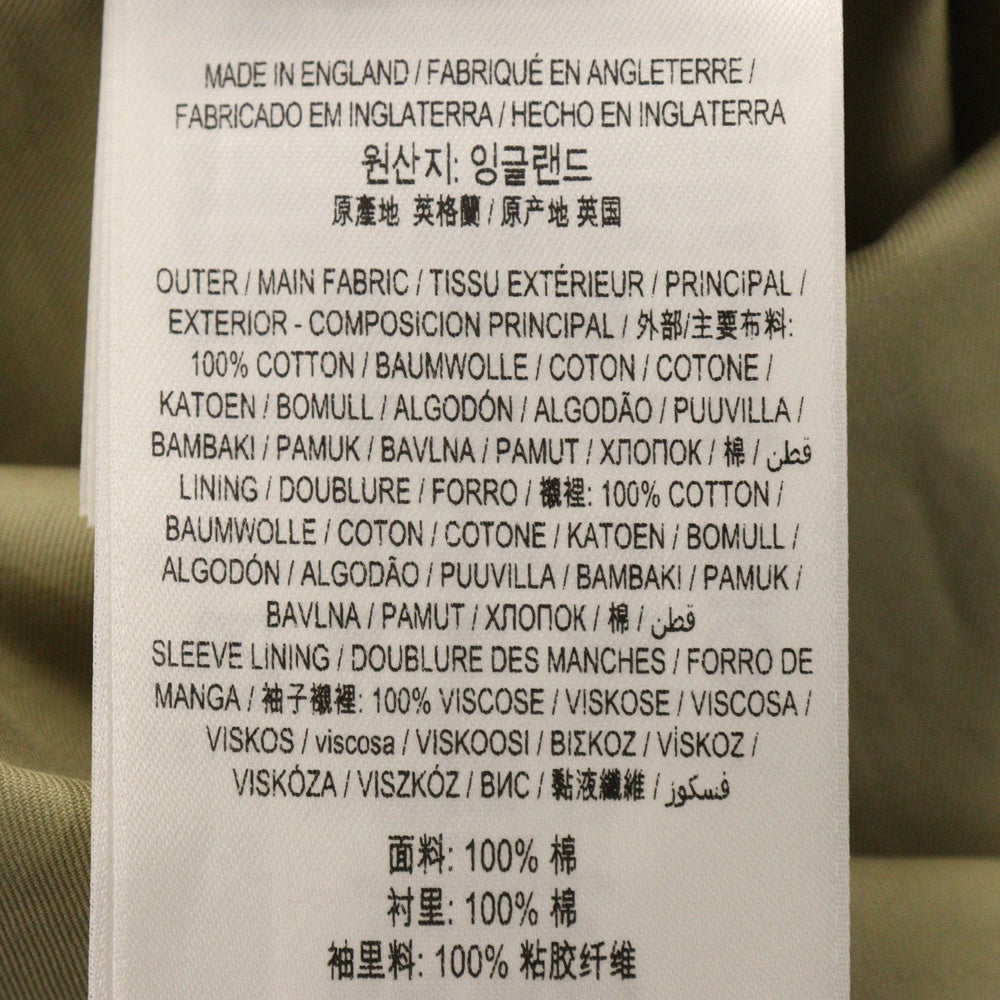 MADE IN ENGLAND / FABRIQUÉ EN ANGLETERRE /
FABRICADO EM INGLATERRA / HECHO EN INGLATERRA
원산지: 잉글랜드
原產地 英格蘭 / 原产地 英国
OUTER / MAIN FABRIC / TISSU EXTÉRIEUR / PRINCIPAL /
EXTERIOR - COMPOSICION PRINCIPAL / 外部/主要布料:
100% COTTON / BAUMWOLLE / COTON / COTONE /
KATOEN / BOMULL / ALGODÓN / ALGODÃO / PUUVILLA /
BAMBAKI / PAMUK / BAVLNA / PAMUT / ХЛОПОК / 棉 / قطن
LINING / DOUBLURE / FORRO / 襯裡: 100% COTTON /
BAUMWOLLE / COTON / COTONE / KATOEN / BOMULL /
ALGODÓN / ALGODÃO / PUUVILLA / BAMBAKI / PAMUK /
BAVLNA / PAMUT / ХЛОПОК / 棉 / قطن
SLEEVE LINING / DOUBLURE DES MANCHES / FORRO DE
MANGA / 袖子襯裡: 100% VISCOSE / VISKOSE / VISCOSA /
VISKOS / viscosa / VISKOOSI / ΒΙΣΚΟΖ / VİSKOZ /
VISKÓZA / VISZKÓZ / ВИС / 黏液纖維 / فسكوز
面料: 100% 棉
衬里: 100% 棉
袖里料: 100% 粘胶纤维